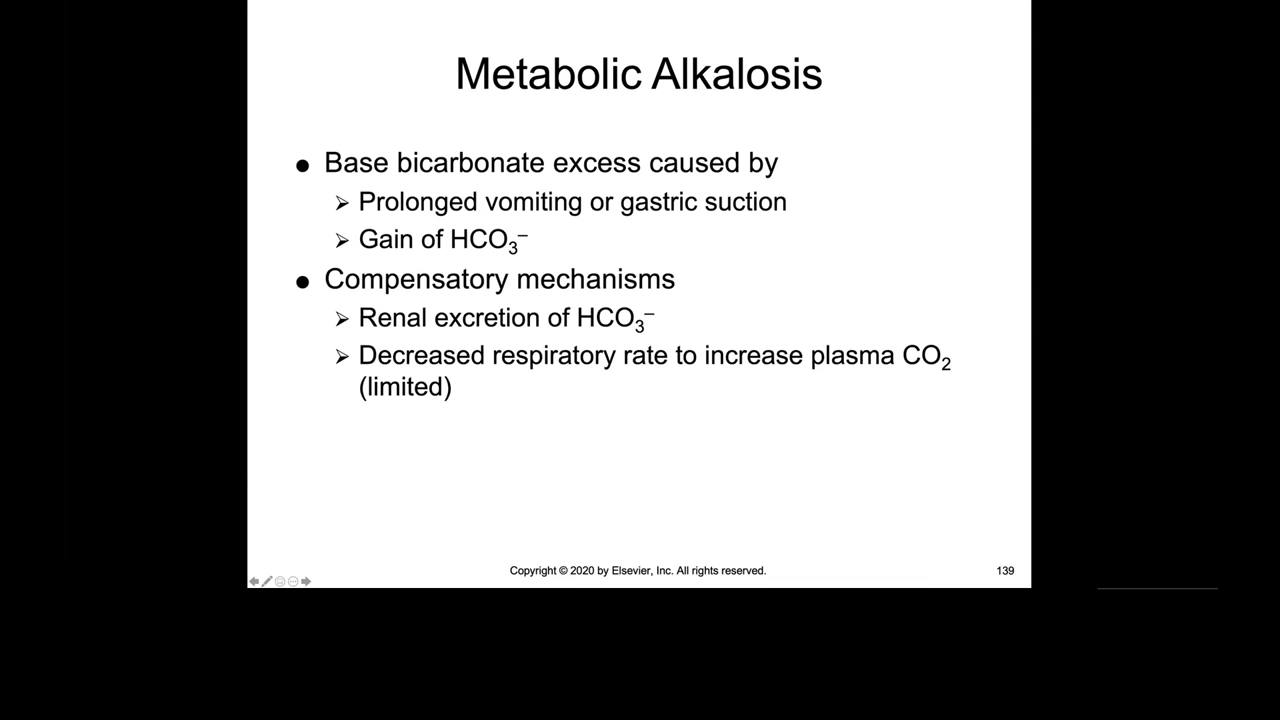 Metabolic Alkalosis
● Base bicarbonate excess caused by
➢ Prolonged vomiting or gastric suction
➢ Gain of HCO₃⁻
● Compensatory mechanisms
➢ Renal excretion of HCO₃⁻
➢ Decreased respiratory rate to increase plasma CO₂
(limited)
Copyright © 2020 by Elsevier, Inc. All rights reserved.
139